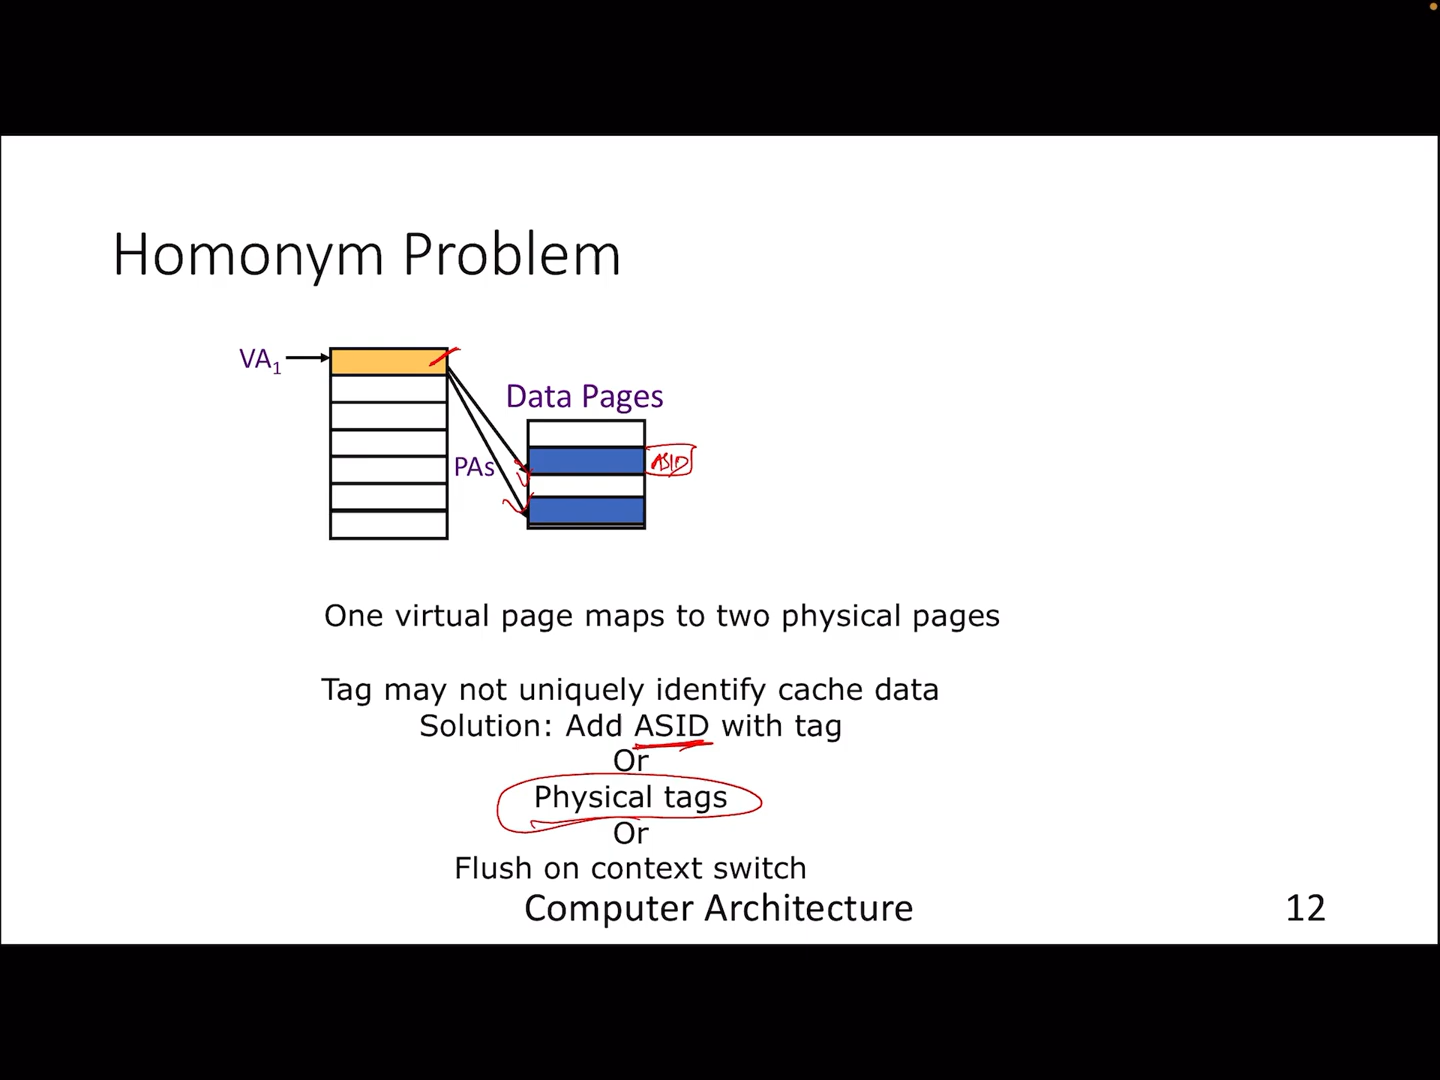 Homonym Problem
VA1
Data Pages
ASID
PAs
One virtual page maps to two physical pages
Tag may not uniquely identify cache data
Solution: Add ASID with tag
Or
Physical tags
Or
Flush on context switch
Computer Architecture
12